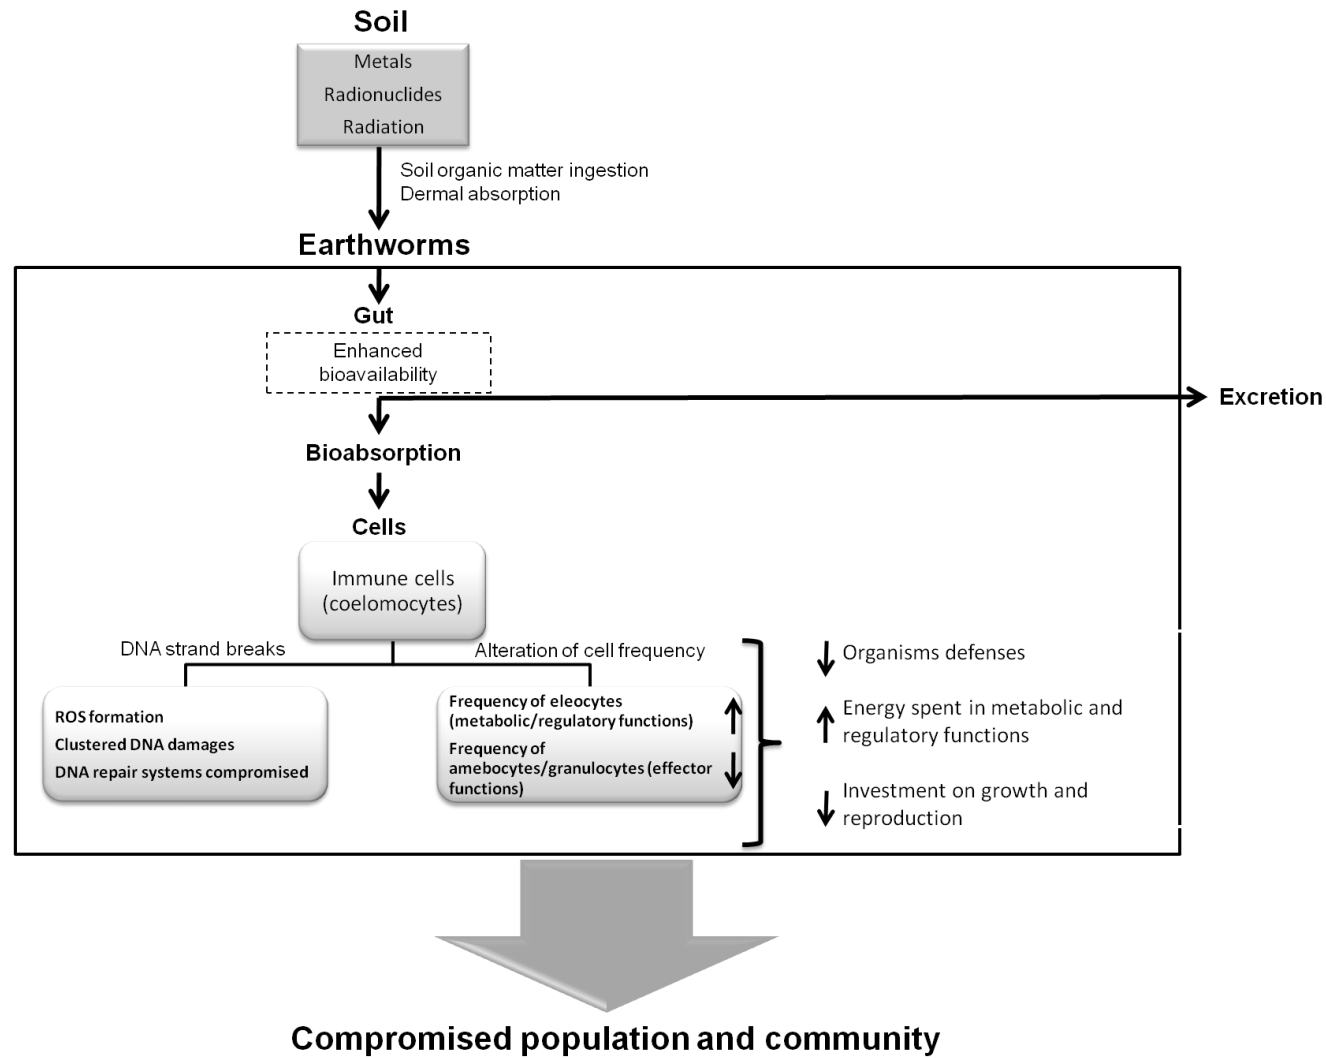 Soil
Metals
Radionuclides
Radiation
Soil organic matter ingestion
Dermal absorption
Earthworms
Gut
Enhanced
bioavailability
Excretion
Bioabsorption
Cells
Immune cells
(coelomocytes)
DNA strand breaks
Alteration of cell frequency
ROS formation
Clustered DNA damages
DNA repair systems compromised
Frequency of eleocytes
(metabolic/regulatory functions)
Frequency of
amebocytes/granulocytes (effector
functions)
Organisms defenses
Energy spent in metabolic and
regulatory functions
Investment on growth and
reproduction
Compromised population and community